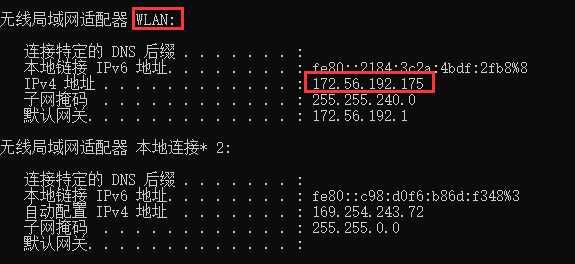 无线局域网适配器 WLAN:
连接特定的 DNS 后缀 . . . . . . . :
本地链接 IPv6 地址. . . . . . . . : fe80::2184:3c2a:4bdf:2fb8%8
IPv4 地址 . . . . . . . . . . . . : 172.56.192.175
子网掩码 . . . . . . . . . . . . : 255.255.240.0
默认网关. . . . . . . . . . . . . : 172.56.192.1
无线局域网适配器 本地连接* 2:
连接特定的 DNS 后缀 . . . . . . . :
本地链接 IPv6 地址. . . . . . . . : fe80::c98:d0f6:b86d:f348%3
自动配置 IPv4 地址 . . . . . . . : 169.254.243.72
子网掩码 . . . . . . . . . . . . : 255.255.0.0
默认网关. . . . . . . . . . . . . :